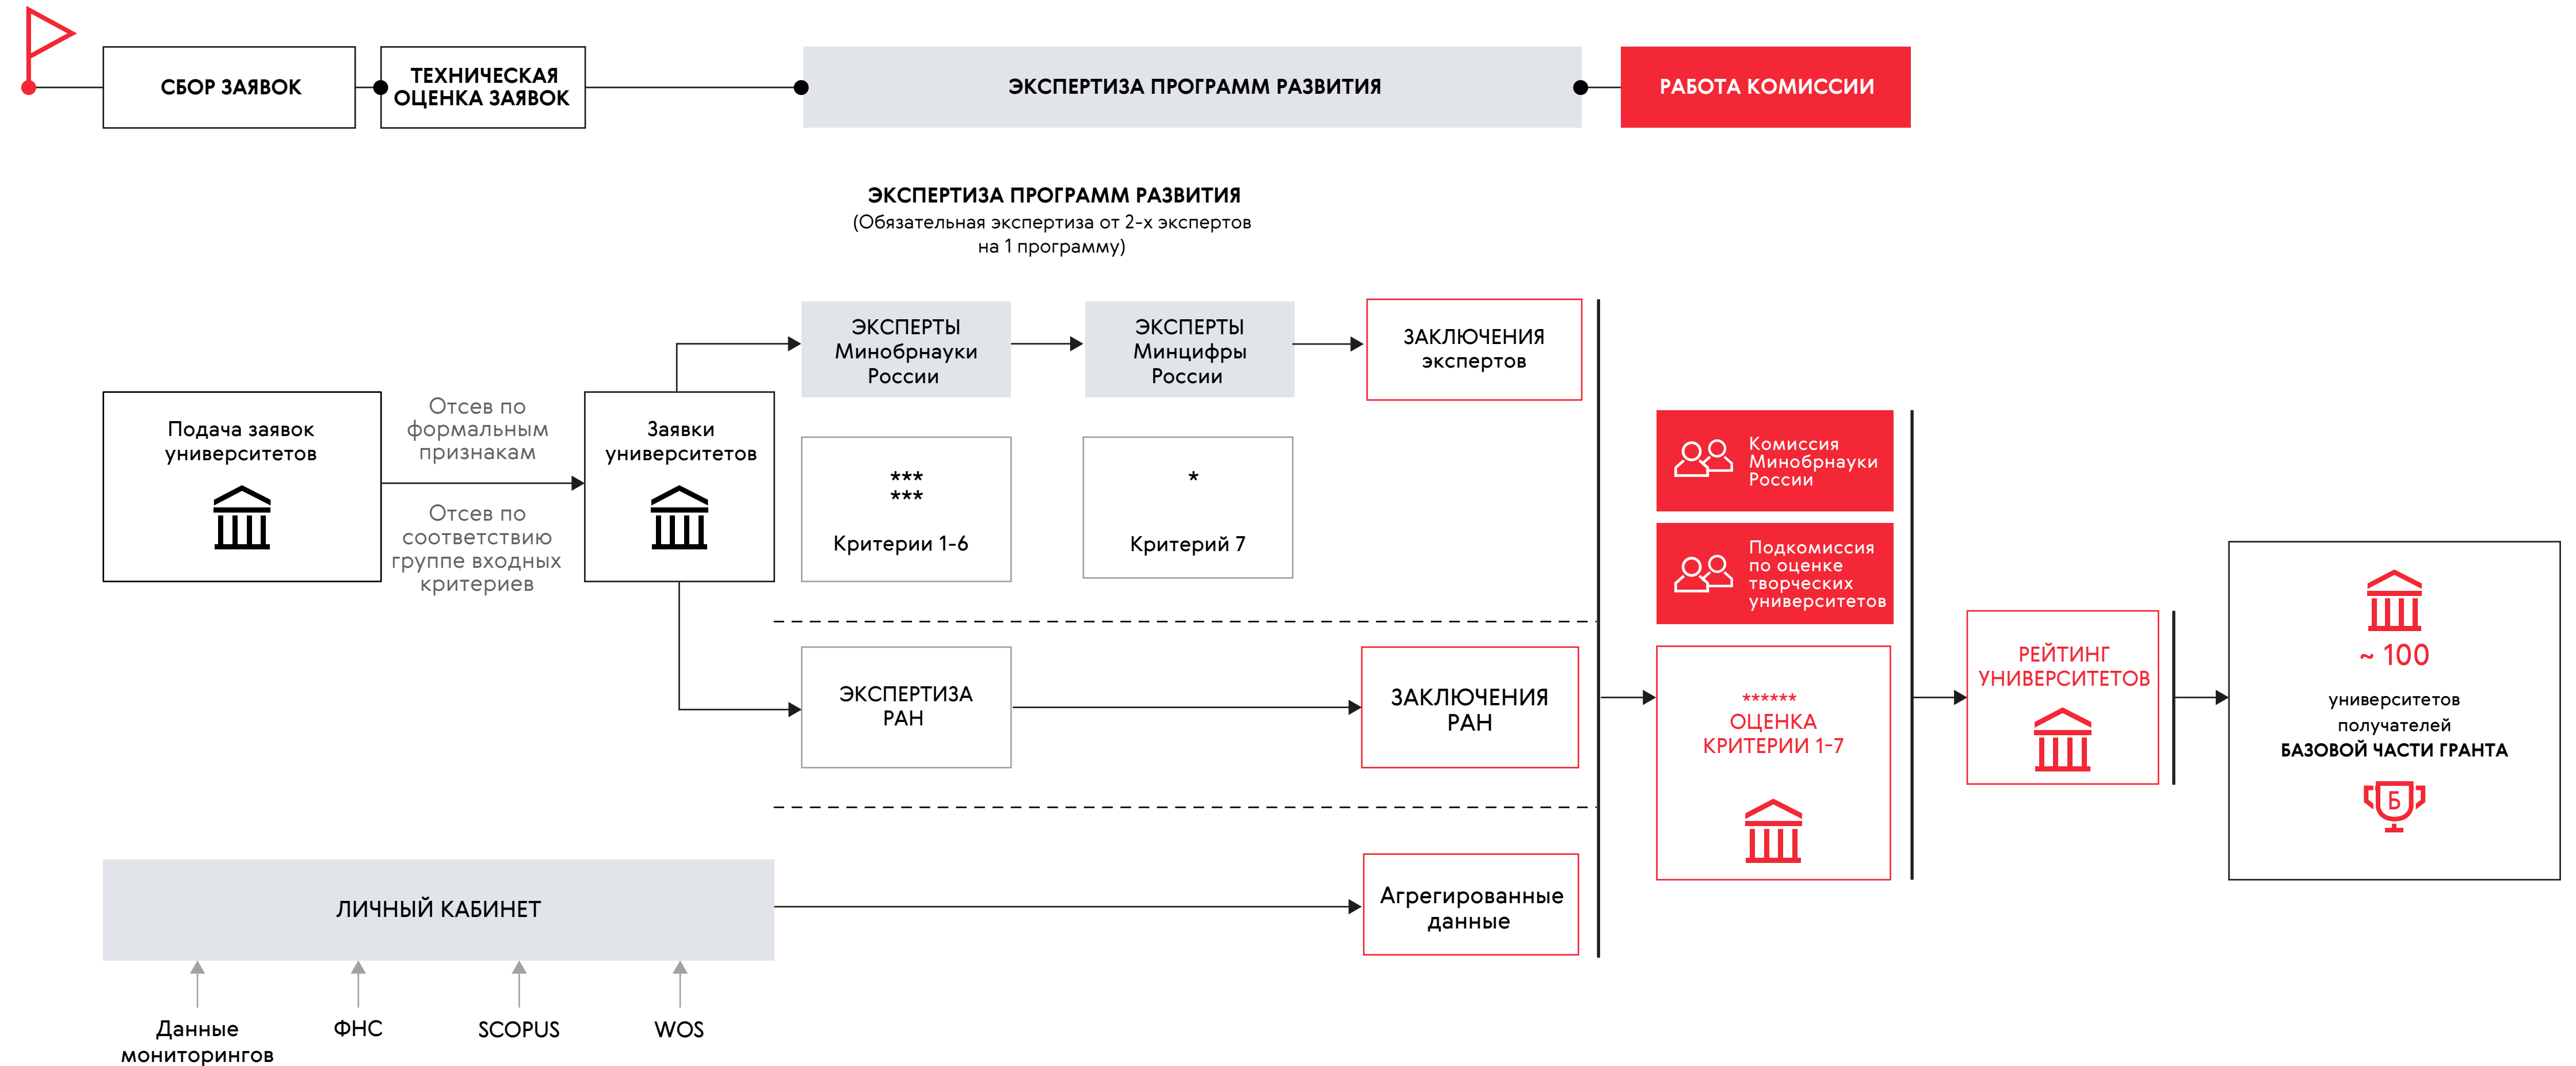 СБОР ЗАЯВОК
ТЕХНИЧЕСКАЯ
ОЦЕНКА ЗАЯВОК
ЭКСПЕРТИЗА ПРОГРАММ РАЗВИТИЯ
РАБОТА КОМИССИИ
ЭКСПЕРТИЗА ПРОГРАММ РАЗВИТИЯ
(Обязательная экспертиза от 2-х экспертов
на 1 программу)
Подача заявок
университетов
Отсев по
формальным
признакам
Отсев по
соответствию
группе входных
критериев
Заявки
университетов
ЭКСПЕРТЫ
Минобрнауки
России
ЭКСПЕРТЫ
Минцифры
России
ЗАКЛЮЧЕНИЯ
экспертов
***
***
Критерии 1-6
*
Критерий 7
ЭКСПЕРТИЗА
РАН
ЗАКЛЮЧЕНИЯ
РАН
ЛИЧНЫЙ КАБИНЕТ
Агрегированные
данные
Данные
мониторингов
ФНС
SCOPUS
WOS
Комиссия
Минобрнауки
России
Подкомиссия
по оценке
творческих
университетов
******
ОЦЕНКА
КРИТЕРИИ 1-7
РЕЙТИНГ
УНИВЕРСИТЕТОВ
~ 100
университетов
получателей
БАЗОВОЙ ЧАСТИ ГРАНТА
Б